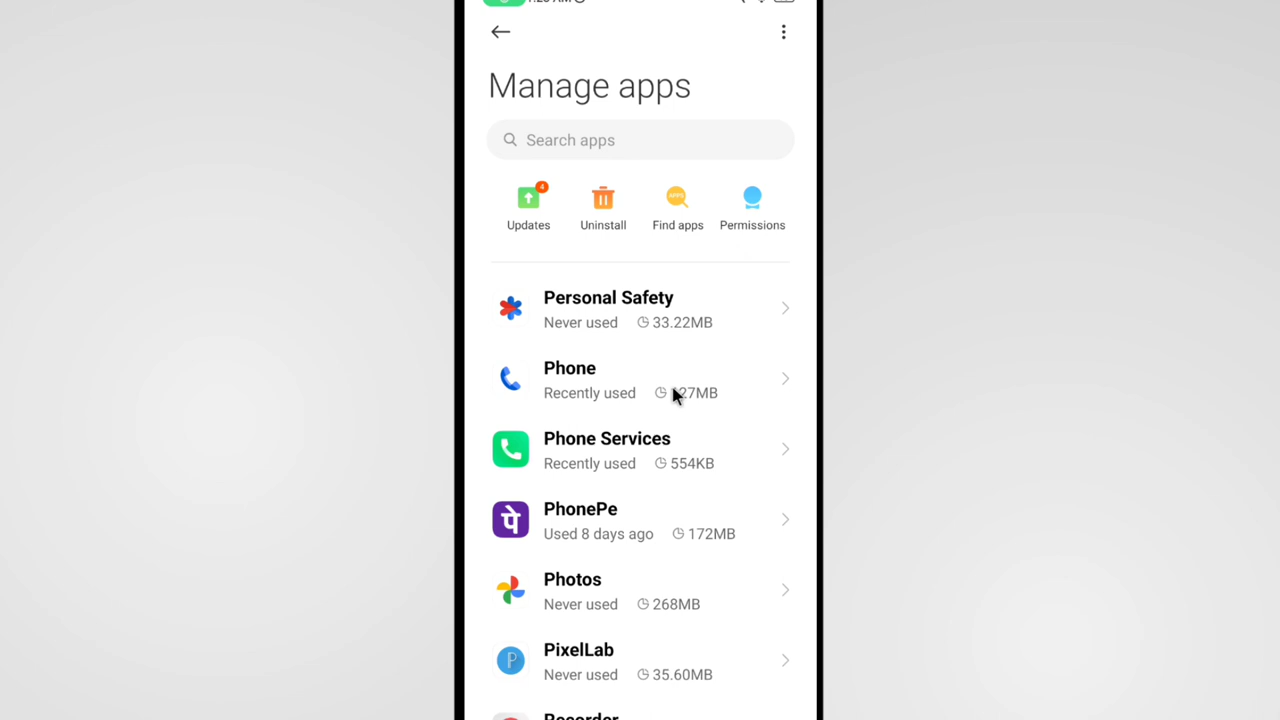 Manage apps
Search apps
4
Updates
Uninstall
APPS
Find apps
Permissions
Personal Safety
Never used 33.22MB
Phone
Recently used
Phone Services
Recently used 554KB
पे
PhonePe
Used 8 days ago 172MB
Photos
Never used 268MB
P
PixelLab
Never used 35.60MB